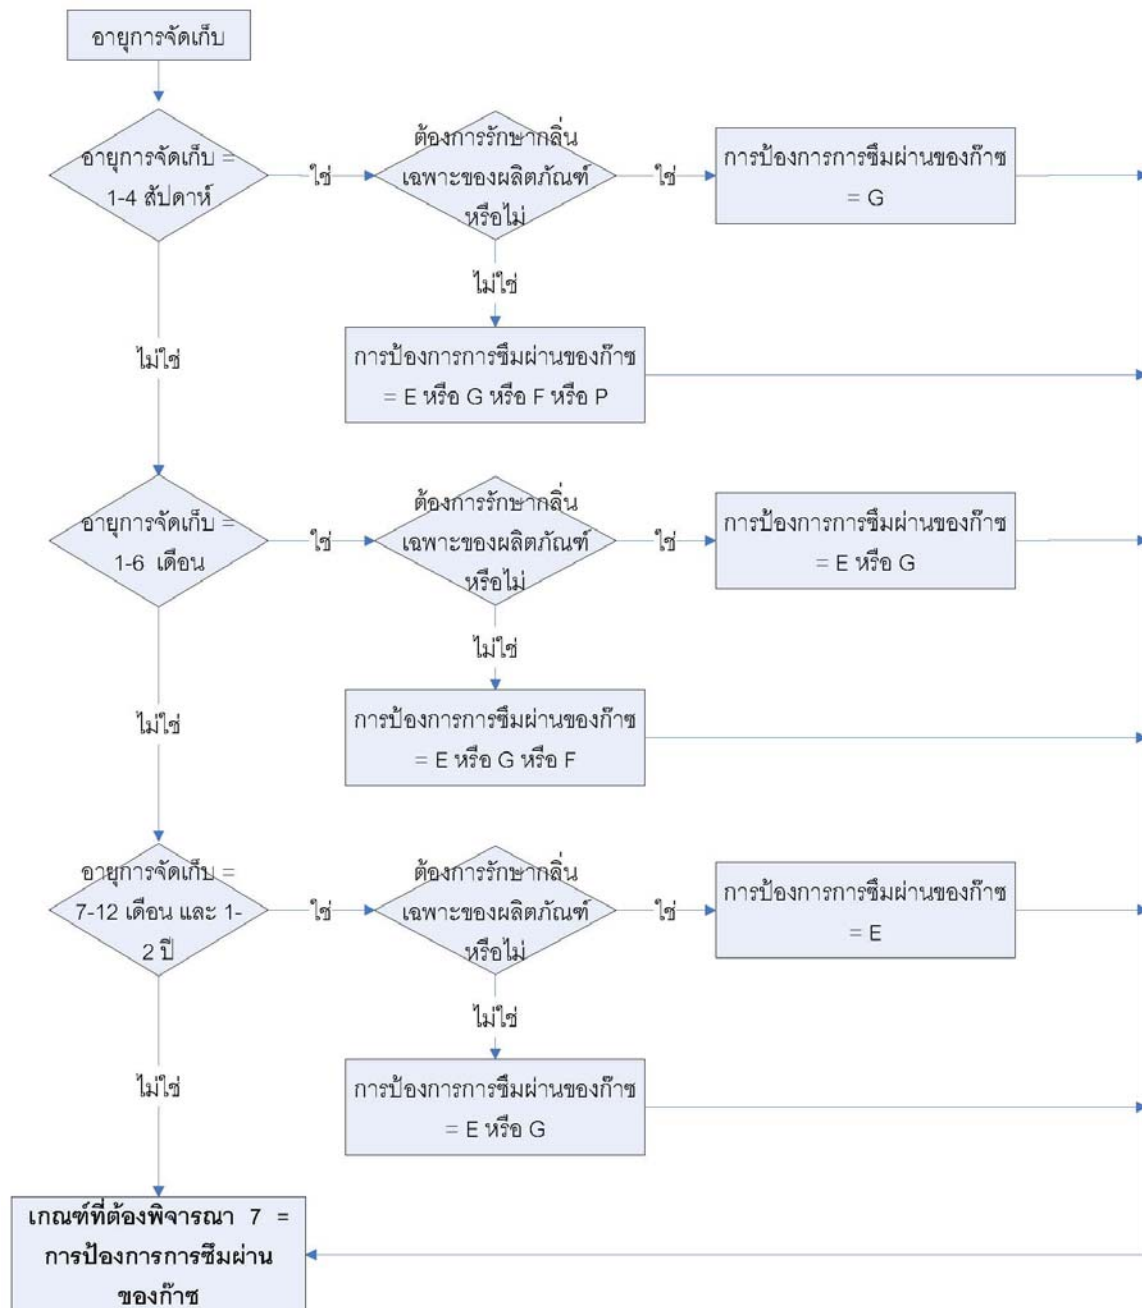 อายุการจัดเก็บ
อายุการจัดเก็บ =
1-4 สัปดาห์
ใช่
ต้องการรักษากลิ่น
เฉพาะของผลิตภัณฑ์
หรือไม่
ใช่
การป้องการการซึมผ่านของก๊าซ
= G
ไม่ใช่
การป้องการการซึมผ่านของก๊าซ
= E หรือ G หรือ F หรือ P
ไม่ใช่
อายุการจัดเก็บ =
1-6 เดือน
ใช่
ต้องการรักษากลิ่น
เฉพาะของผลิตภัณฑ์
หรือไม่
ใช่
การป้องการการซึมผ่านของก๊าซ
= E หรือ G
ไม่ใช่
การป้องการการซึมผ่านของก๊าซ
= E หรือ G หรือ F
ไม่ใช่
อายุการจัดเก็บ =
7-12 เดือน และ 1-
2 ปี
ใช่
ต้องการรักษากลิ่น
เฉพาะของผลิตภัณฑ์
หรือไม่
ใช่
การป้องการการซึมผ่านของก๊าซ
= E
ไม่ใช่
การป้องการการซึมผ่านของก๊าซ
= E หรือ G
ไม่ใช่
เกณฑ์ที่ต้องพิจารณา 7 =
การป้องการการซึมผ่าน
ของก๊าซ